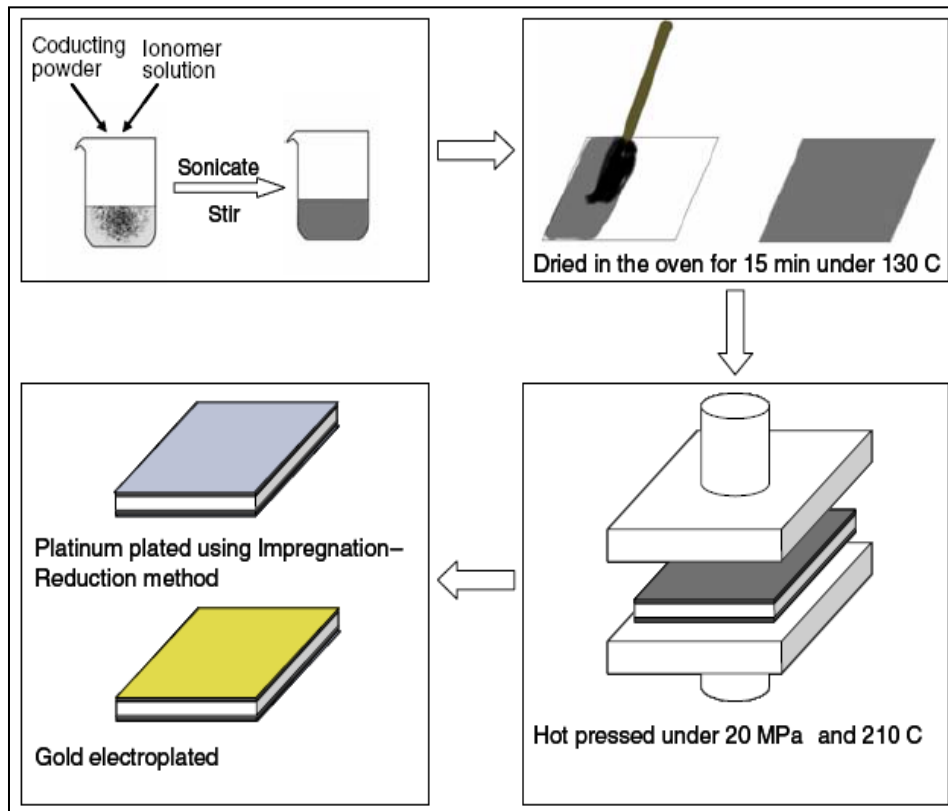 Coducting
powder
Ionomer
solution
Sonicate
Stir
Dried in the oven for 15 min under 130 C
Platinum plated using Impregnation–
Reduction method
Gold electroplated
Hot pressed under 20 MPa and 210 C